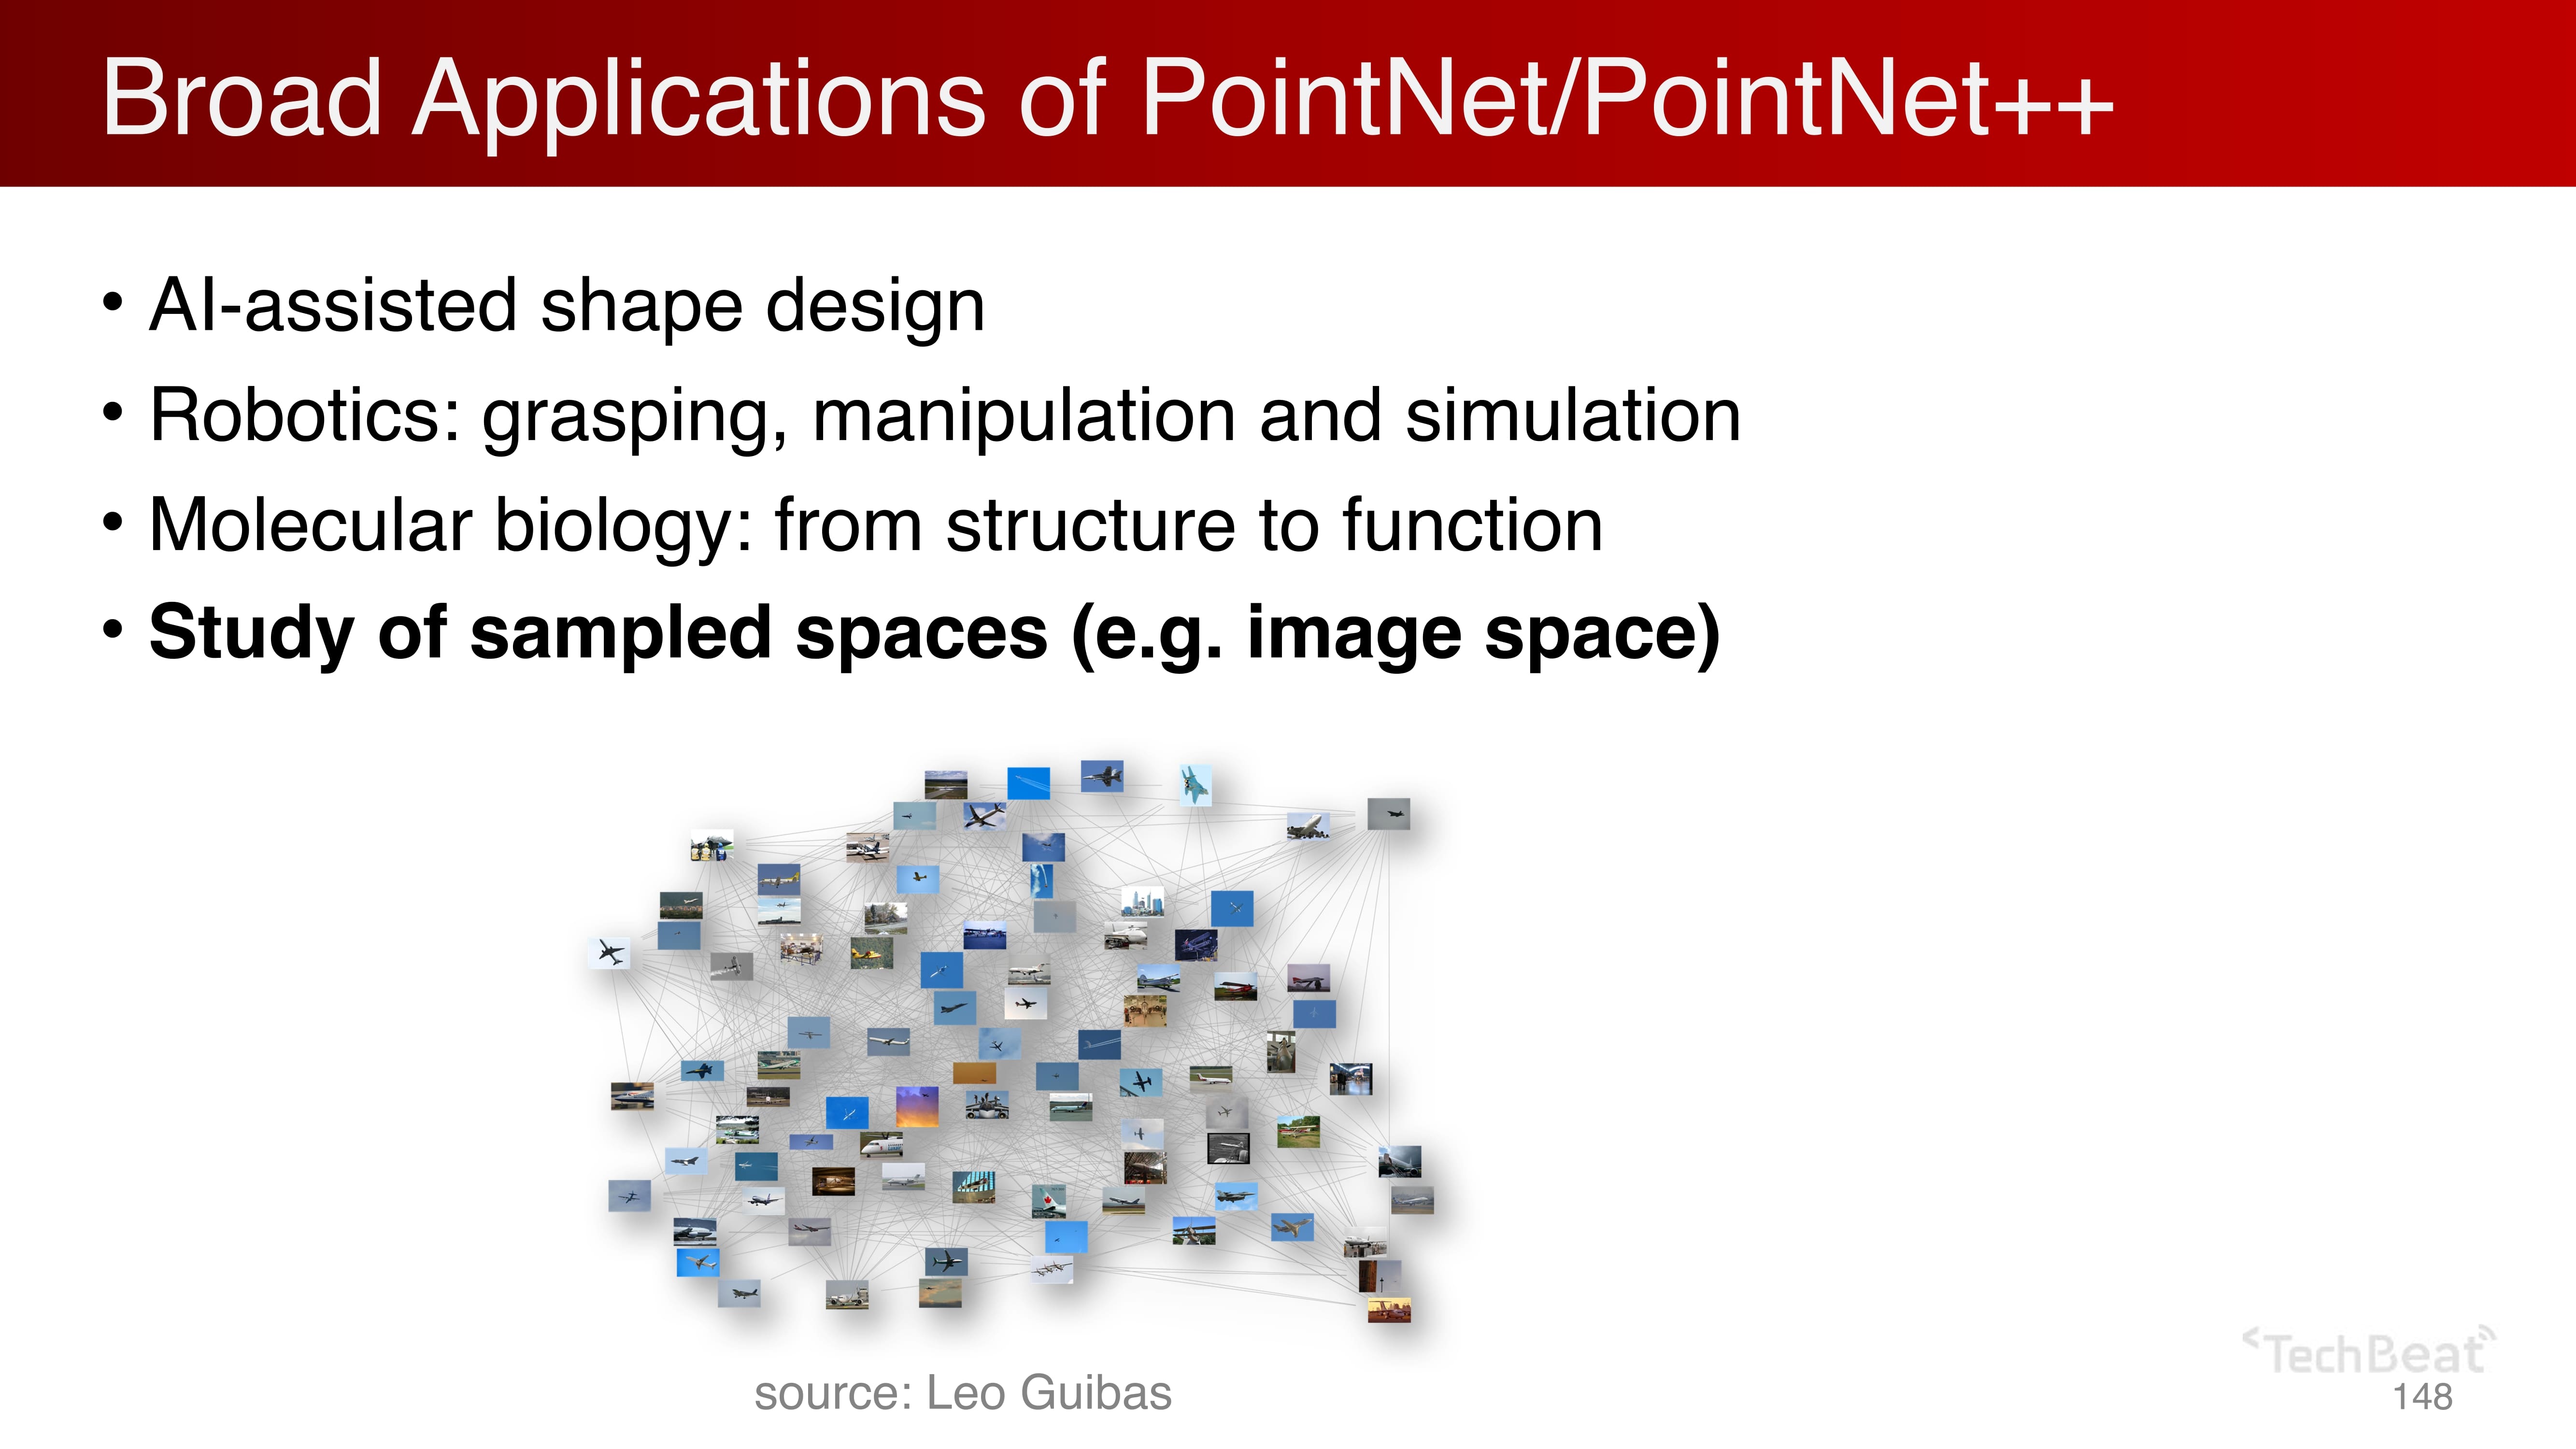 Broad Applications of PointNet/PointNet++
• AI-assisted shape design
• Robotics: grasping, manipulation and simulation
• Molecular biology: from structure to function
• Study of sampled spaces (e.g. image space)
source: Leo Guibas
TechBeat
148